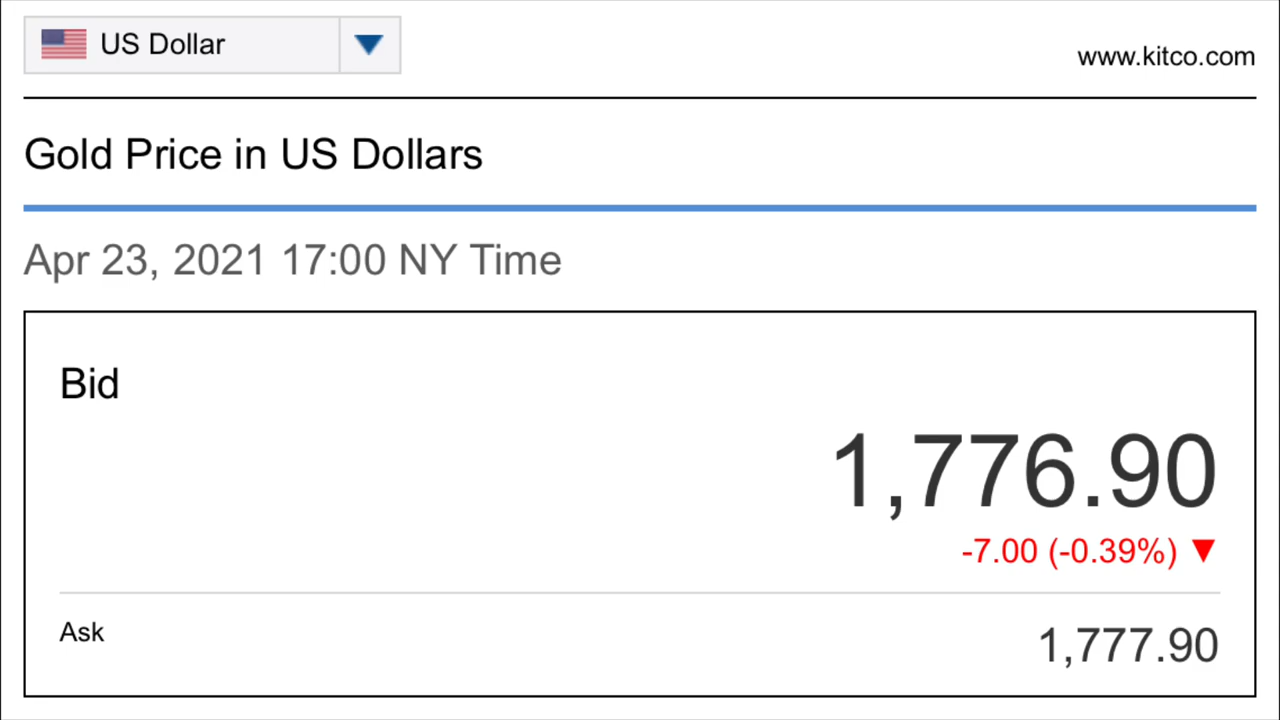 US Dollar
www.kitco.com
Gold Price in US Dollars
Apr 23, 2021 17:00 NY Time
Bid
1,776.90
-7.00 (-0.39%)
Ask
1,777.90